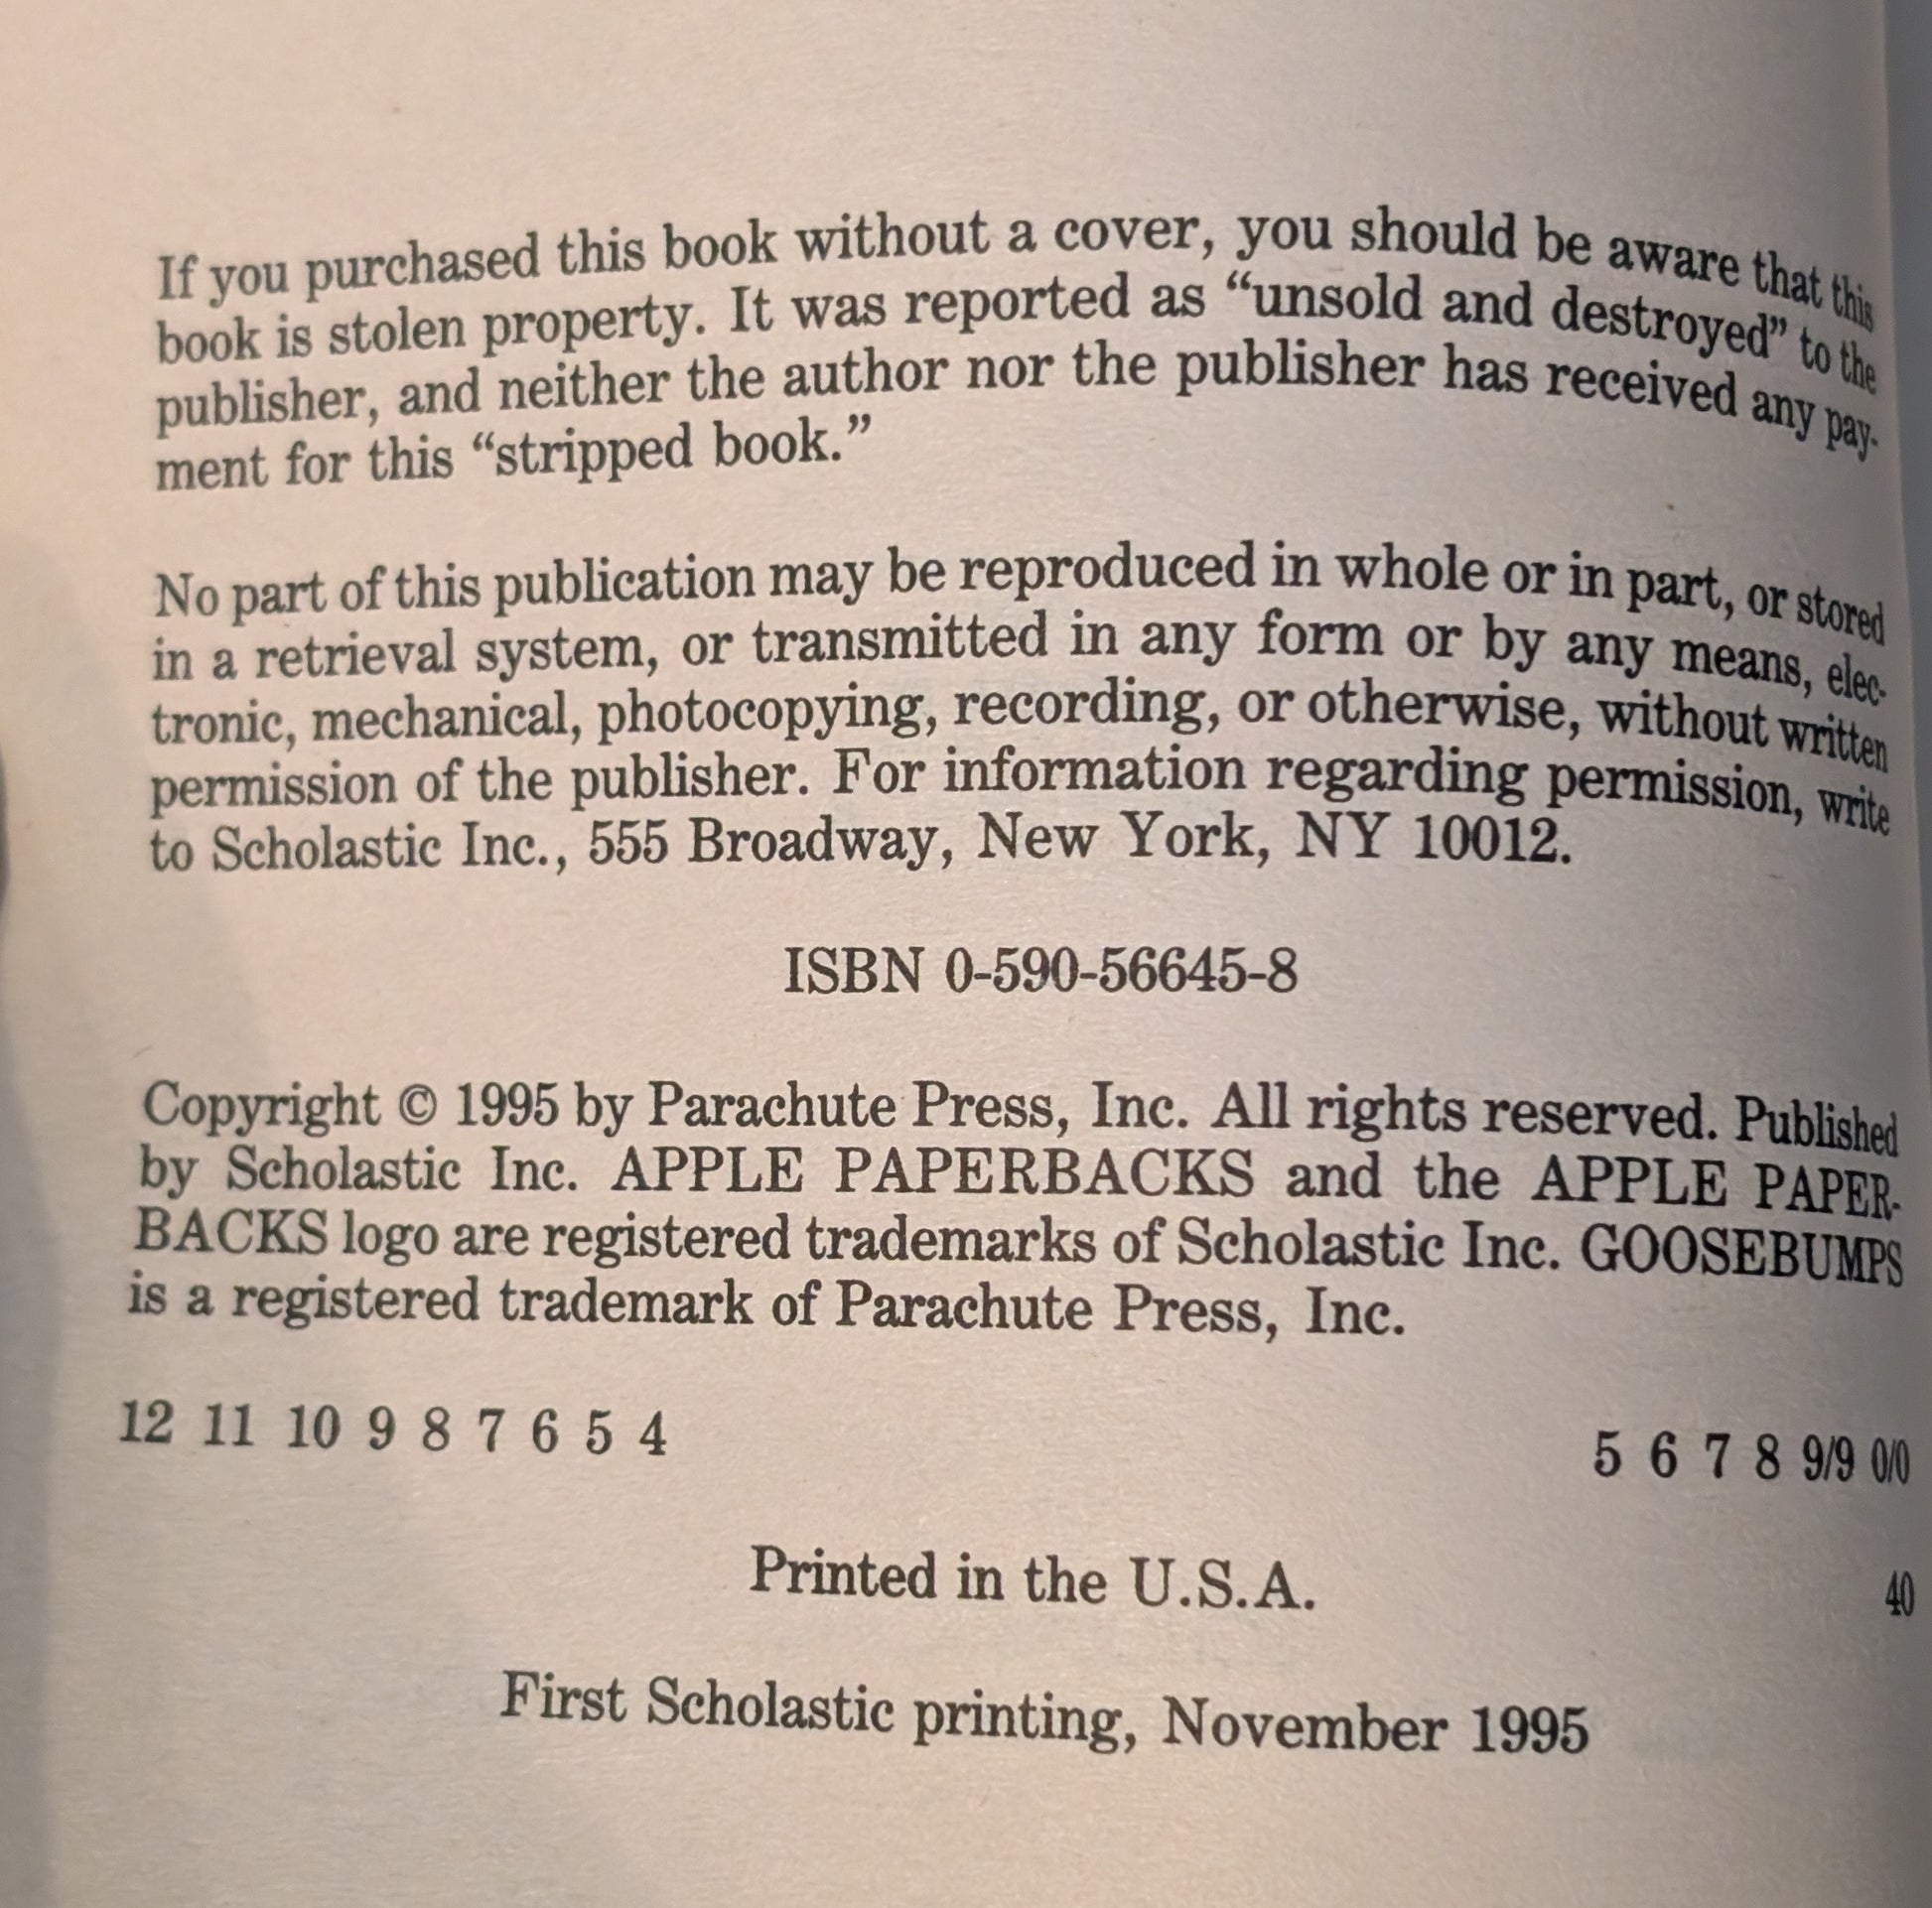 If you purchased this book without a cover, you should be aware that this
book is stolen property. It was reported as “unsold and destroyed” to the
publisher, and neither the author nor the publisher has received any pay-
ment for this “stripped book.”
No part of this publication may be reproduced in whole or in part, or stored
in a retrieval system, or transmitted in any form or by any means, elec-
tronic, mechanical, photocopying, recording, or otherwise, without written
permission of the publisher. For information regarding permission, write
to Scholastic Inc., 555 Broadway, New York, NY 10012.
ISBN 0-590-56645-8
Copyright © 1995 by Parachute Press, Inc. All rights reserved. Published
by Scholastic Inc. APPLE PAPERBACKS and the APPLE PAPER-
BACKS logo are registered trademarks of Scholastic Inc. GOOSEBUMPS
is a registered trademark of Parachute Press, Inc.
12 11 10 9 8 7 6 5 4 5 6 7 8 9/9 0/0
Printed in the U.S.A. 40
First Scholastic printing, November 1995